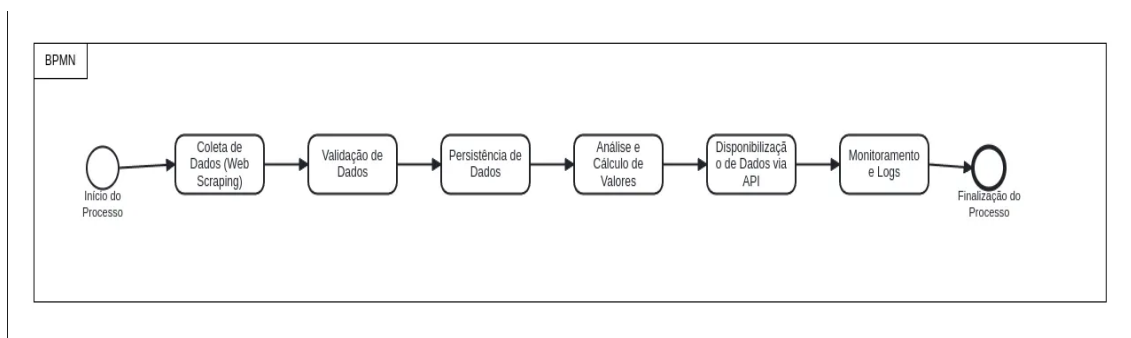 BPMN
Início do
Processo
Coleta de
Dados (Web
Scraping)
Validação de
Dados
Persistência de
Dados
Análise e
Cálculo de
Valores
Disponibilizaçã
o de Dados via
API
Monitoramento
e Logs
Finalização do
Processo